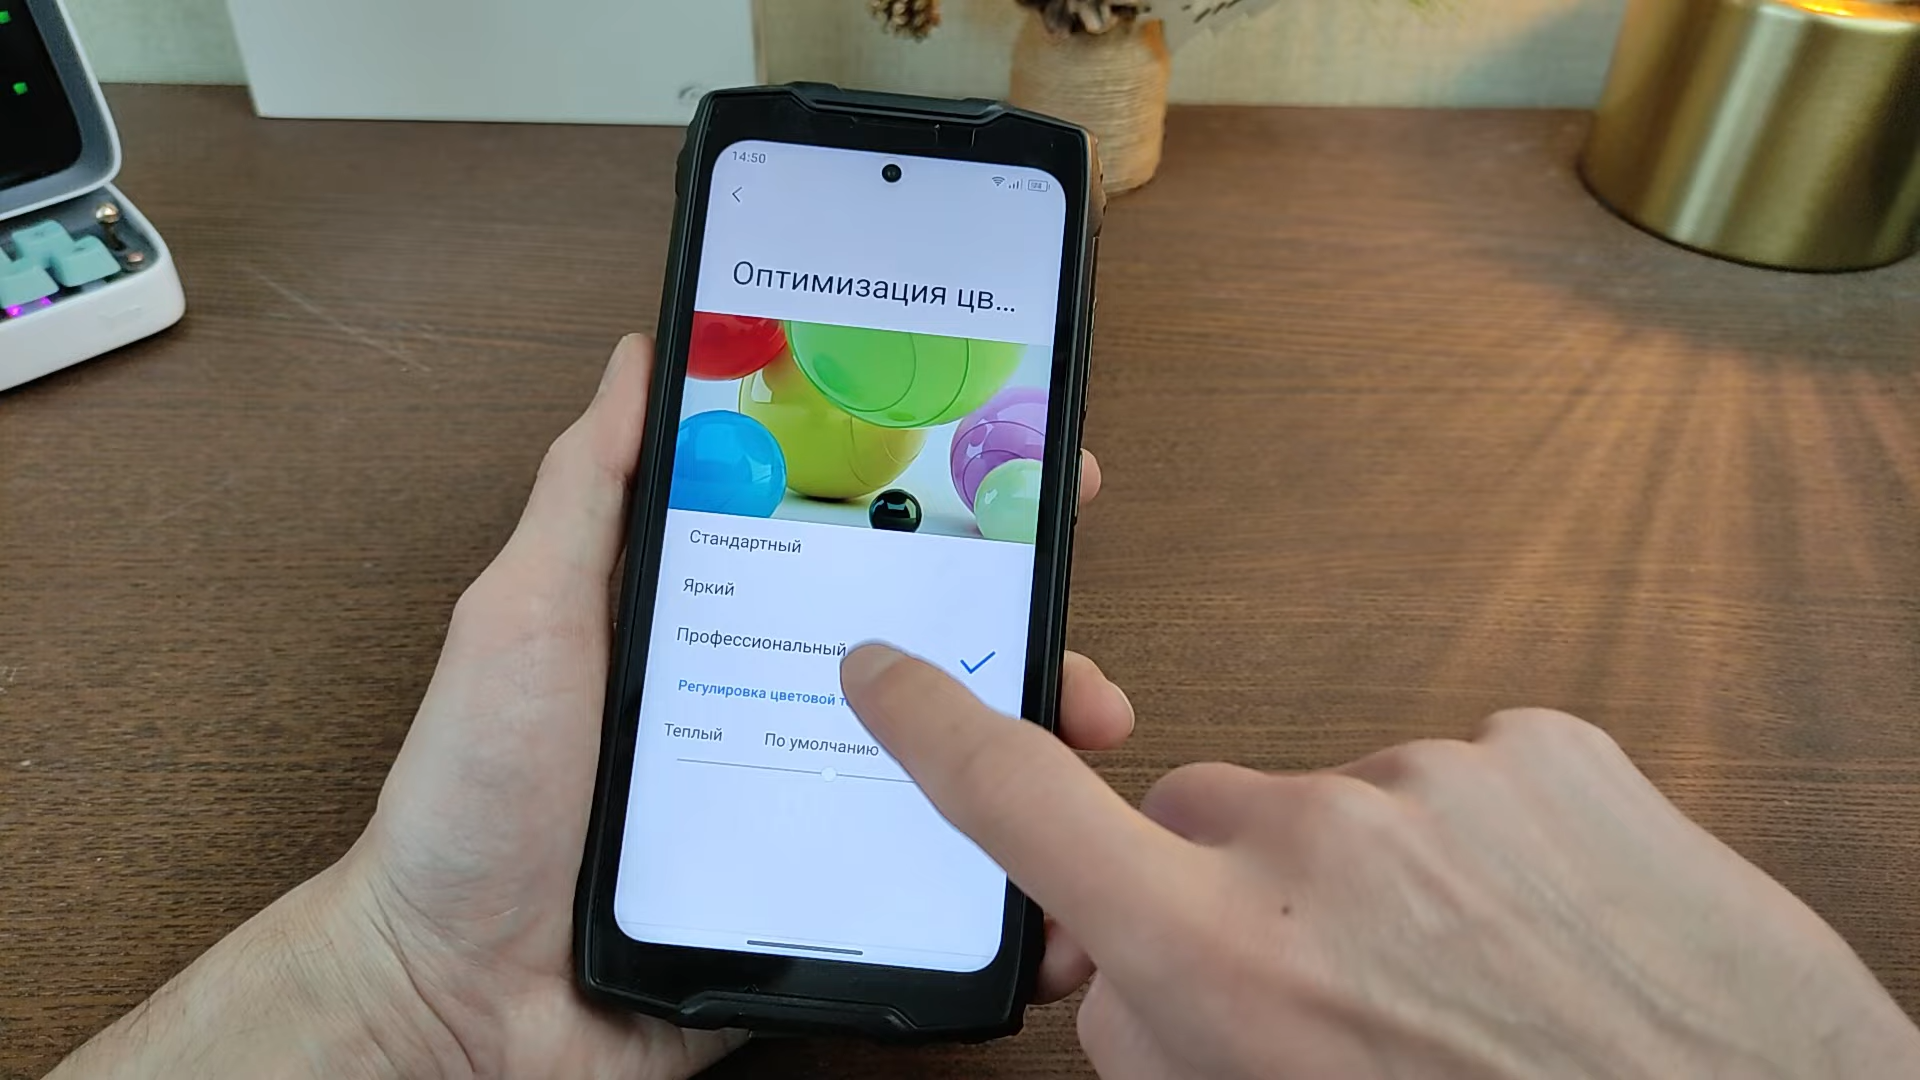 14:50
Оптимизация цв...
Стандартный
Яркий
Профессиональный
Регулировка цветовой
Теплый По умолчанию